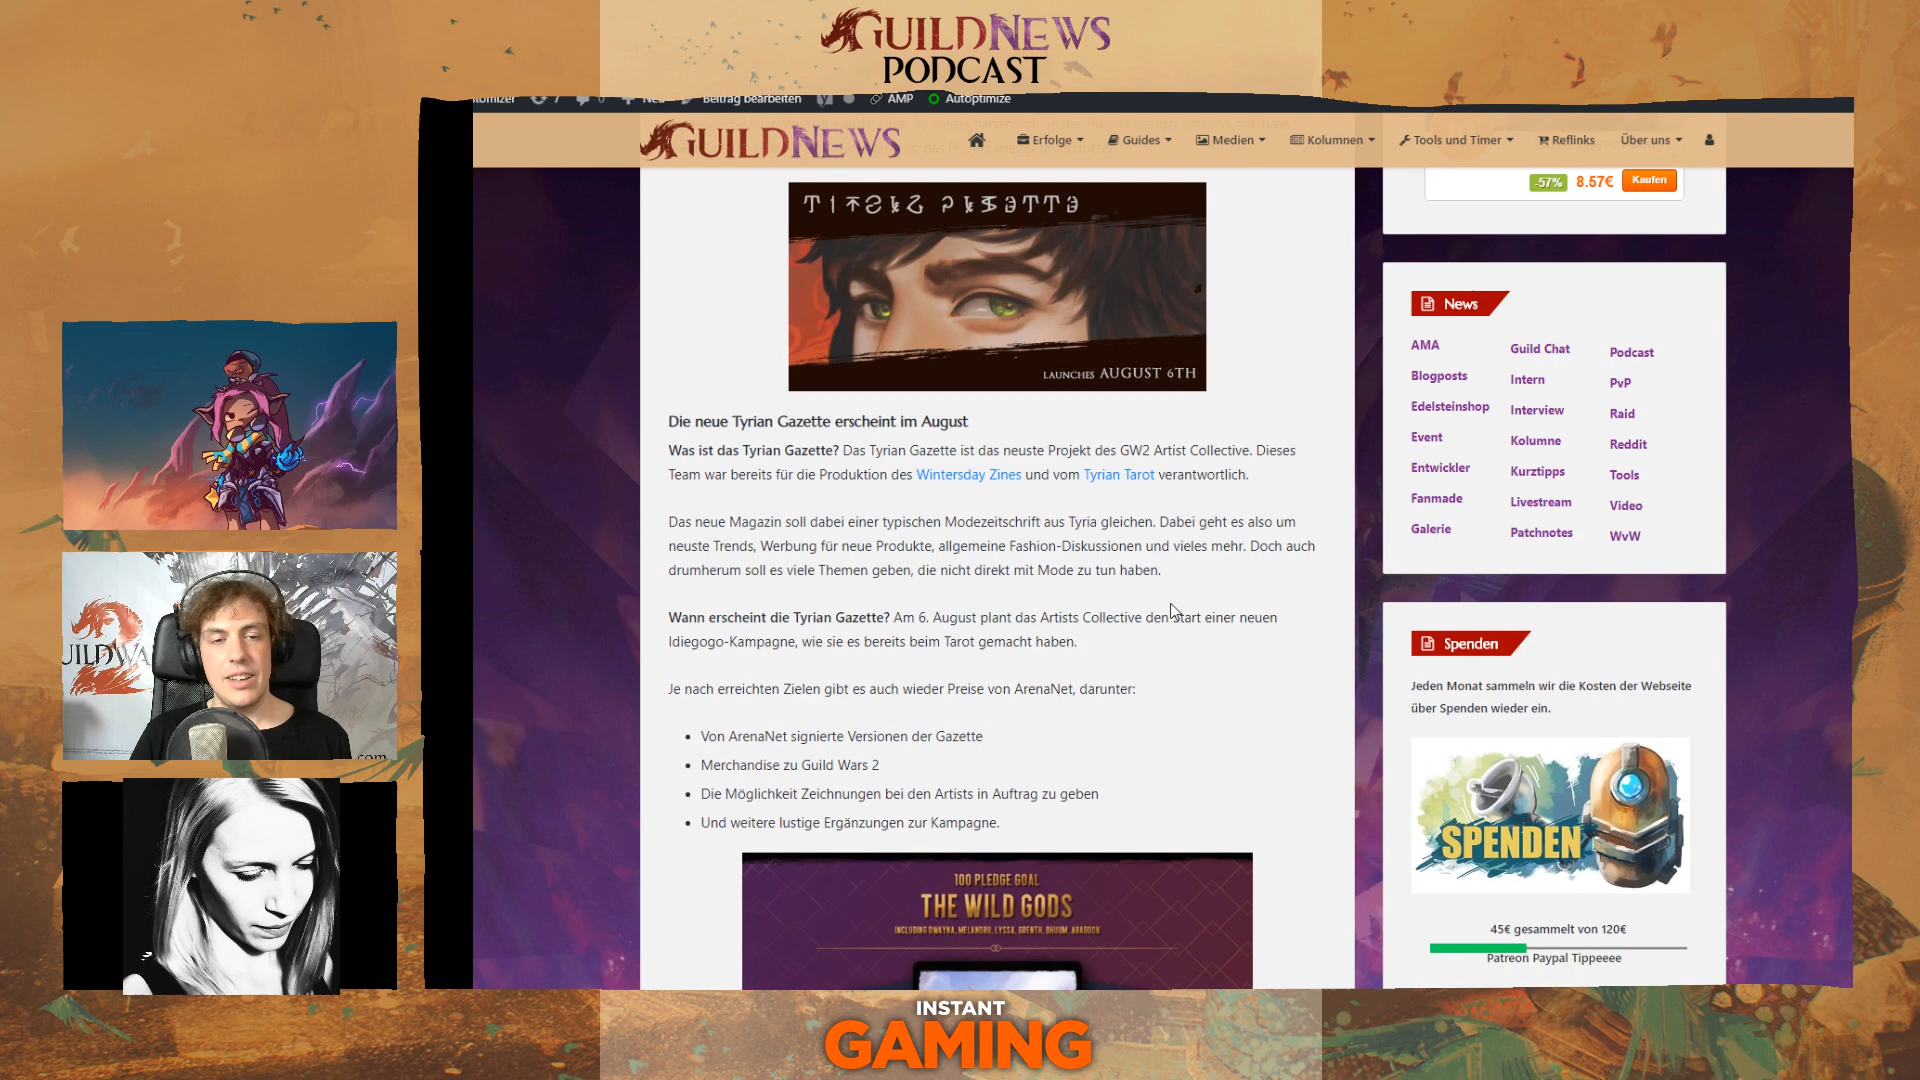 GUILDNEWS
PODCAST
Beitrag bearbeiten
AMP
Autoptimize
GUILDNEWS
Erfolge
Guides
Medien
Kolumnen
Tools und Timer
Reflinks
Über uns
-57%
8.57€
Kaufen
LAUNCHES AUGUST 6TH
Die neue Tyrian Gazette erscheint im August
Was ist das Tyrian Gazette? Das Tyrian Gazette ist das neuste Projekt des GW2 Artist Collective. Dieses
Team war bereits für die Produktion des Wintersday Zines und vom Tyrian Tarot verantwortlich.
Das neue Magazin soll dabei einer typischen Modezeitschrift aus Tyria gleichen. Dabei geht es also um
neuste Trends, Werbung für neue Produkte, allgemeine Fashion-Diskussionen und vieles mehr. Doch auch
drumherum soll es viele Themen geben, die nicht direkt mit Mode zu tun haben.
Wann erscheint die Tyrian Gazette? Am 6. August plant das Artists Collective den Start einer neuen
Idiegogo-Kampagne, wie sie es bereits beim Tarot gemacht haben.
Je nach erreichten Zielen gibt es auch wieder Preise von ArenaNet, darunter:
Von ArenaNet signierte Versionen der Gazette
Merchandise zu Guild Wars 2
Die Möglichkeit Zeichnungen bei den Artists in Auftrag zu geben
Und weitere lustige Ergänzungen zur Kampagne.
100 PLEDGE GOAL
THE WILD GODS
INCLUDING DWAYNA, MELANDRU, LYSSA, GRENTH, DHUUM, ABADDON
News
AMA
Blogposts
Edelsteinshop
Event
Entwickler
Fanmade
Galerie
Guild Chat
Intern
Interview
Kolumne
Kurztipps
Livestream
Patchnotes
Podcast
PvP
Raid
Reddit
Tools
Video
WvW
Spenden
Jeden Monat sammeln wir die Kosten der Webseite
über Spenden wieder ein.
SPENDEN
45€ gesammelt von 120€
Patreon Paypal Tippeeee
INSTANT
GAMING